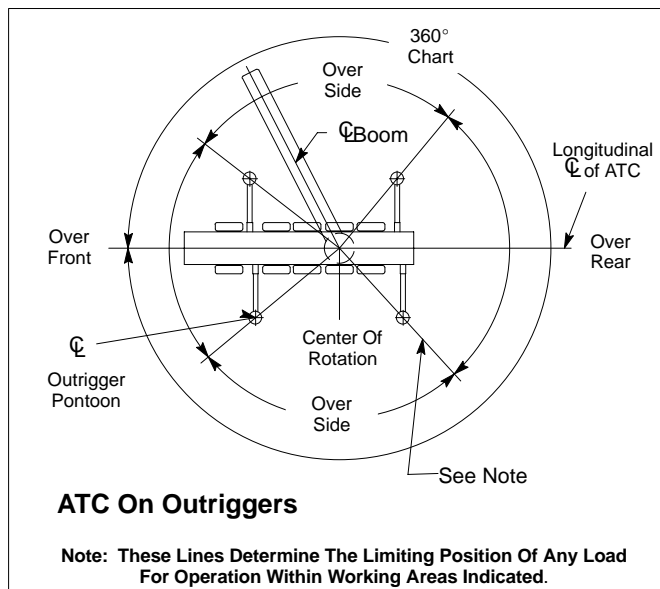 360°
Chart
Over
Side
℄ Boom
Longitudinal
℄ of ATC
Over
Front
Over
Rear
℄
Outrigger
Pontoon
Center Of
Rotation
Over
Side
See Note
ATC On Outriggers
Note: These Lines Determine The Limiting Position Of Any Load
For Operation Within Working Areas Indicated.